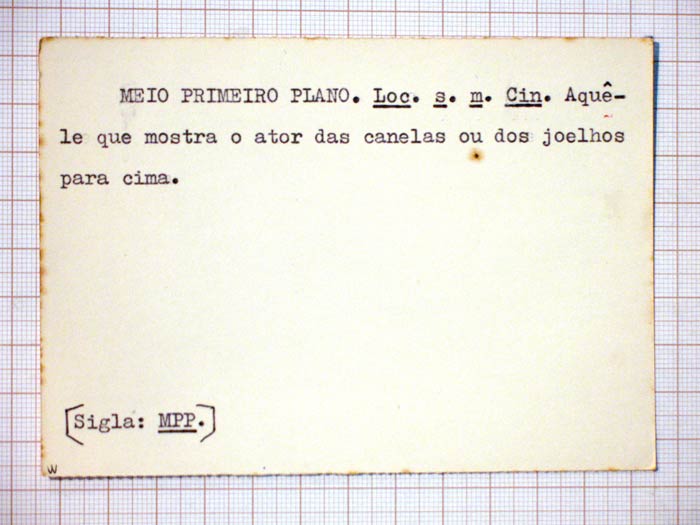 MEIO PRIMEIRO PLANO. Loc. s. m. Cin. Aquê-
le que mostra o ator das canelas ou dos joelhos
para cima.
[Sigla: MPP.]
w